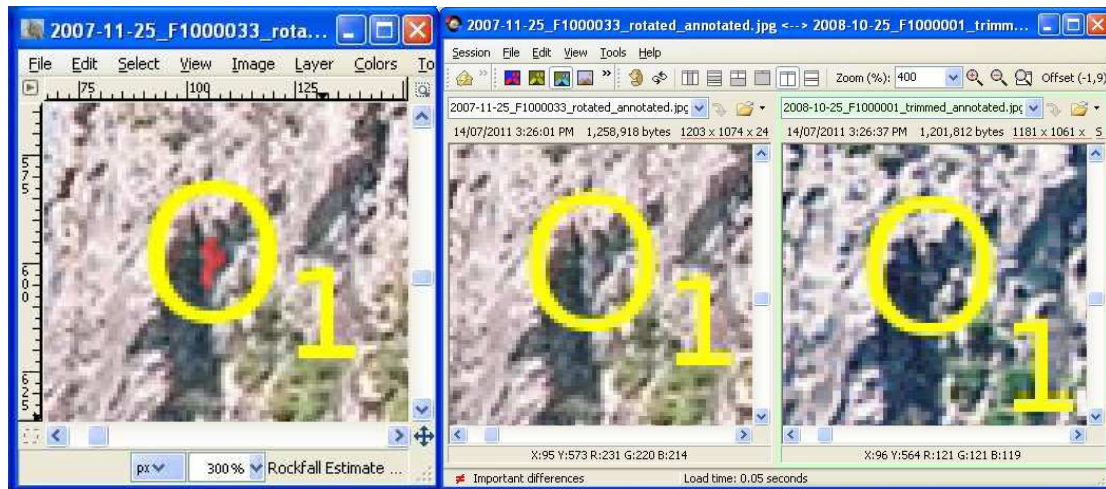 2007-11-25_F1000033_rota...
File Edit Select View Image Layer Colors To
75 100 125
575
600
625
1
px 300% Rockfall Estimate ...
2007-11-25_F1000033_rotated_annotated.jpg <--> 2008-10-25_F1000001_trimm...
Session File Edit View Tools Help
» » Zoom (%): 400 Offset (-1,9)
2007-11-25_F1000033_rotated_annotated.jpg 2008-10-25_F1000001_trimmed_annotated.jpg
14/07/2011 3:26:01 PM 1,258,918 bytes 1203 x 1074 x 24 14/07/2011 3:26:37 PM 1,201,812 bytes 1181 x 1061 x S
1 1
X:95 Y:573 R:231 G:220 B:214 X:96 Y:564 R:121 G:121 B:119
≠ Important differences Load time: 0.05 seconds